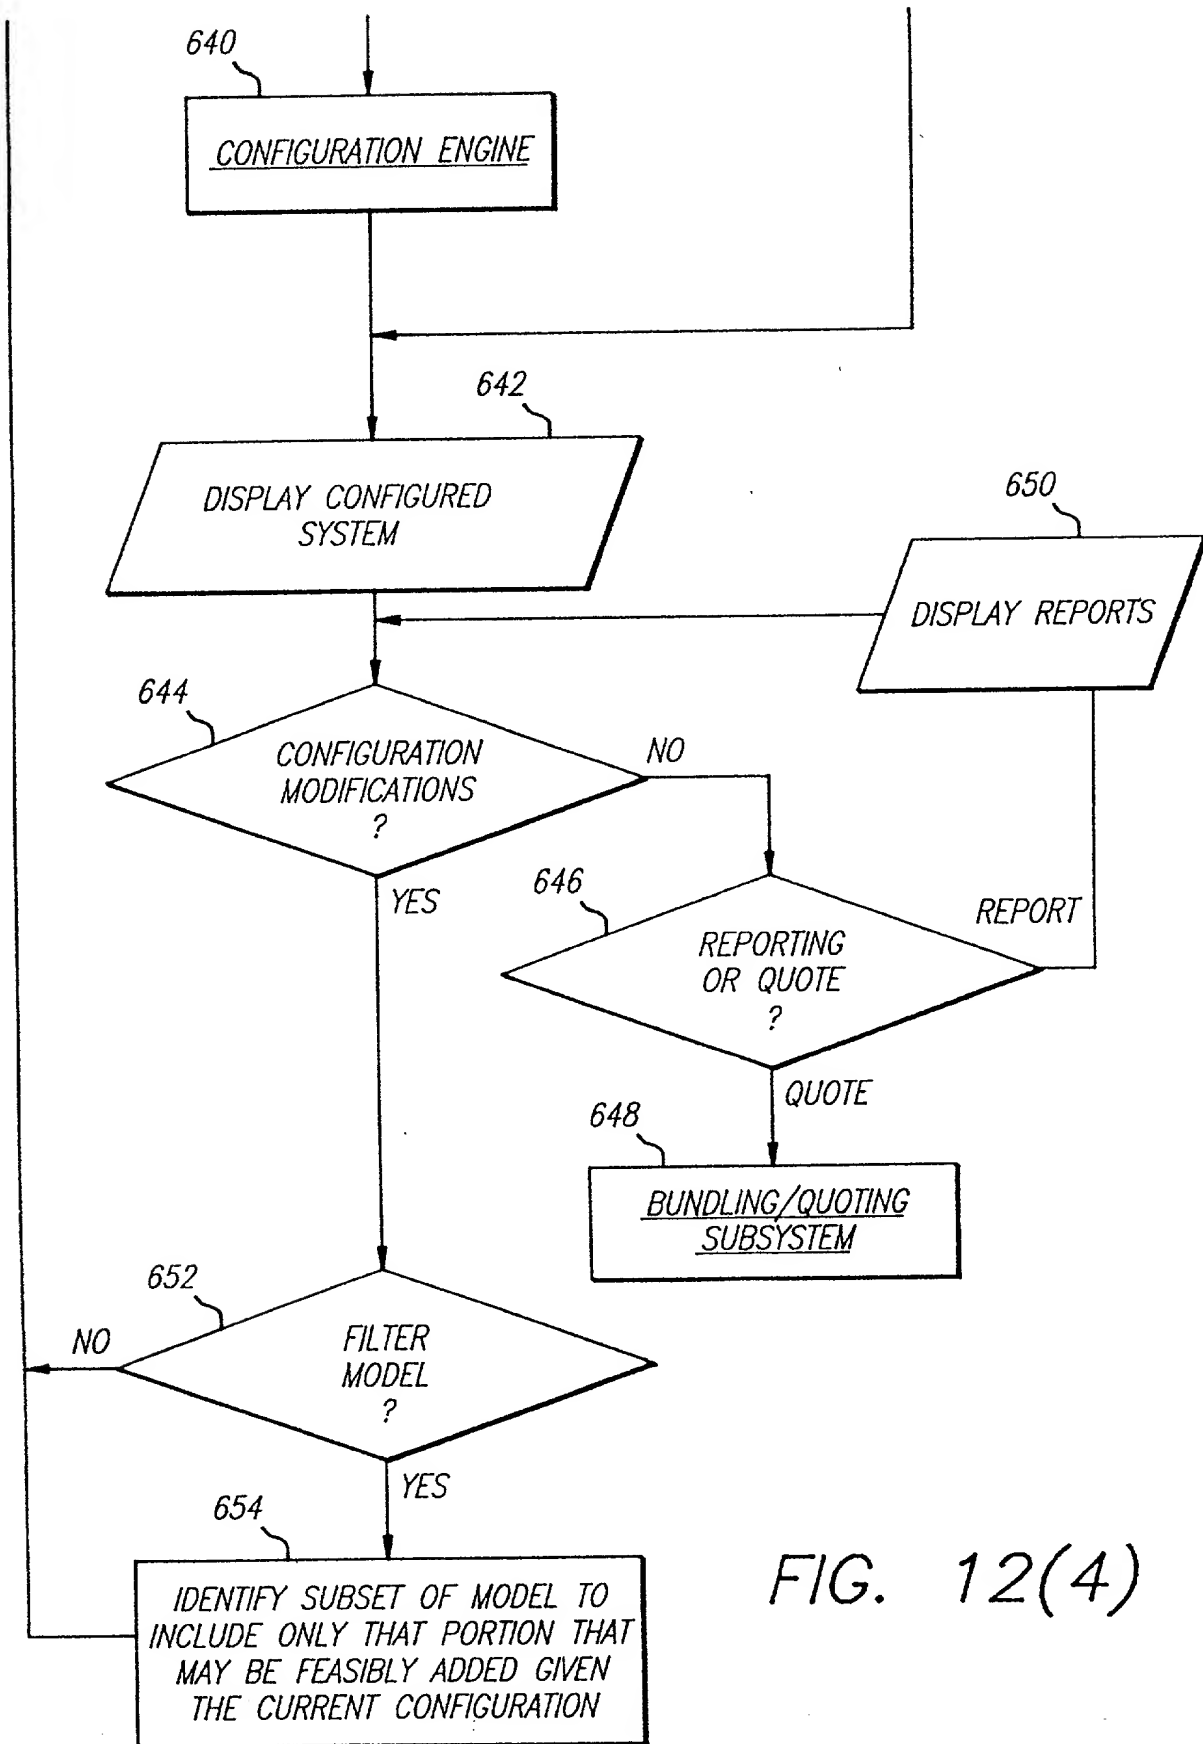 640
CONFIGURATION ENGINE
642
DISPLAY CONFIGURED
SYSTEM
650
DISPLAY REPORTS
644
CONFIGURATION
MODIFICATIONS
?
NO
YES
646
REPORTING
OR QUOTE
?
REPORT
QUOTE
648
BUNDLING/QUOTING
SUBSYSTEM
652
FILTER
MODEL
?
NO
YES
654
IDENTIFY SUBSET OF MODEL TO
INCLUDE ONLY THAT PORTION THAT
MAY BE FEASIBLY ADDED GIVEN
THE CURRENT CONFIGURATION
FIG. 12(4)